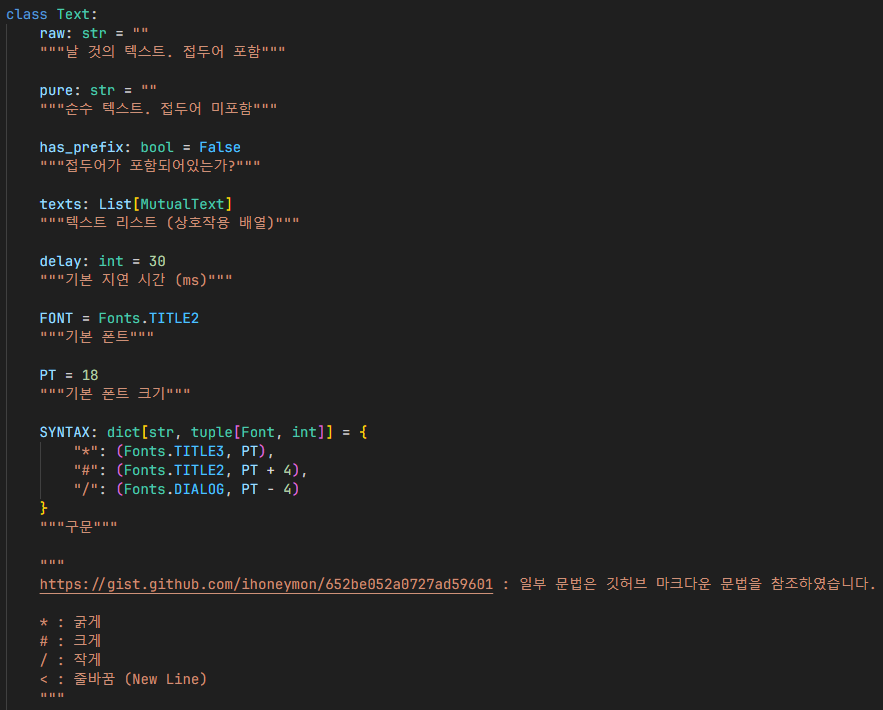 class Text:
    raw: str = ""
    """날 것의 텍스트. 접두어 포함"""

    pure: str = ""
    """순수 텍스트. 접두어 미포함"""

    has_prefix: bool = False
    """접두어가 포함되어있는가?"""

    texts: List[MutualText]
    """텍스트 리스트 (상호작용 배열)"""

    delay: int = 30
    """기본 지연 시간 (ms)"""

    FONT = Fonts.TITLE2
    """기본 폰트"""

    PT = 18
    """기본 폰트 크기"""

    SYNTAX: dict[str, tuple[Font, int]] = {
        "*": (Fonts.TITLE3, PT),
        "#": (Fonts.TITLE2, PT + 4),
        "/": (Fonts.DIALOG, PT - 4)
    }
    """구문"""

    """
    https://gist.github.com/ihoneymon/652be052a0727ad59601 : 일부 문법은 깃허브 마크다운 문법을 참조하였습니다.

    * : 굵게
    # : 크게
    / : 작게
    < : 줄바꿈 (New Line)
    """